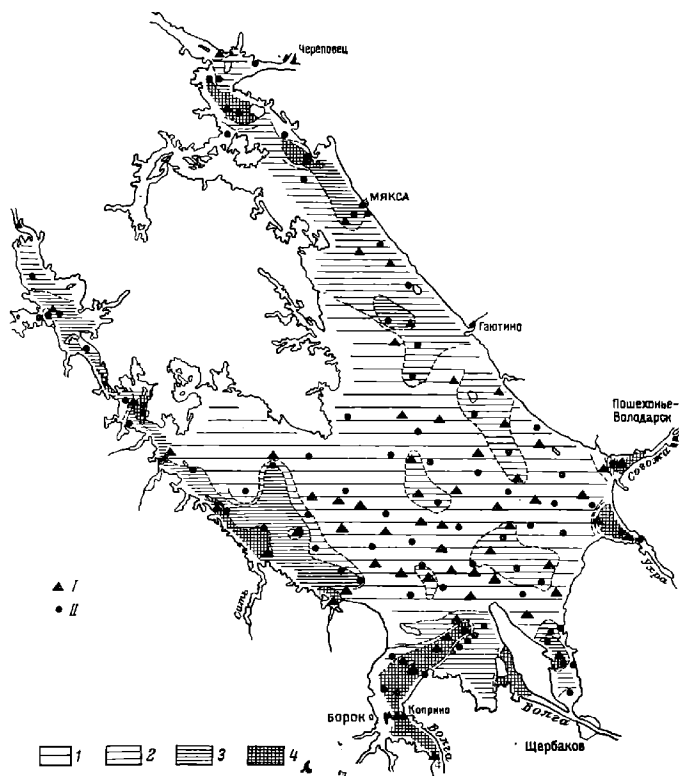 Череповец
МЯКСА
Гаютино
Пошехонье-
Володарск
Согожа
Ухра
I
II
Сить
Борок
Коприно
Волга
Волга
Щербаков
1 2 3 4